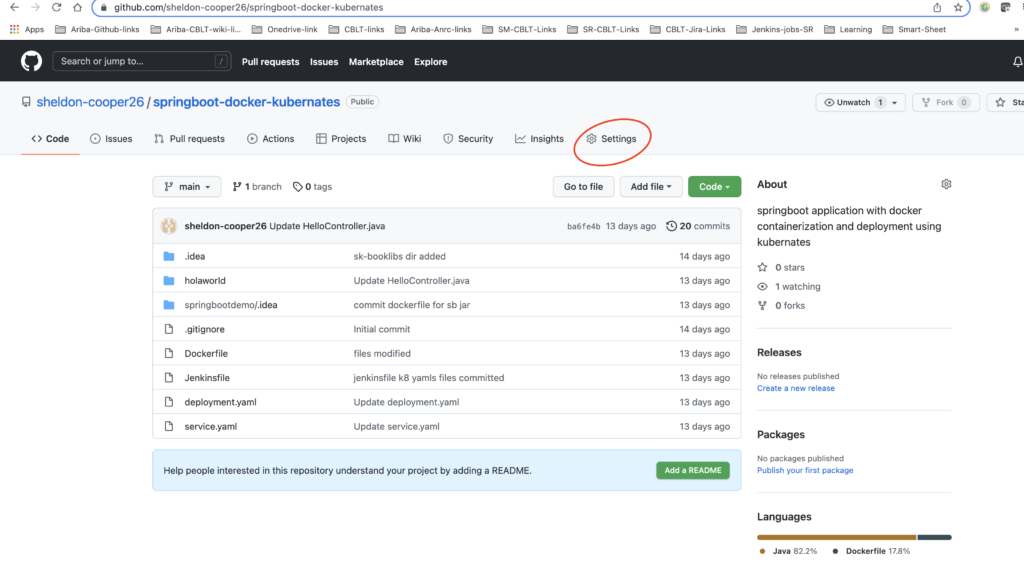 github.com/sheldon-cooper26/springboot-docker-kubernates
Apps Ariba-Github-links Ariba-CBLT-wiki-li... Onedrive-link CBLT-links Ariba-Anrc-links SM-CBLT-Links SR-CBLT-Links CBLT-Jira-Links Jenkins-jobs-SR Learning Smart-Sheet »
Search or jump to... / Pull requests Issues Marketplace Explore
sheldon-cooper26 / springboot-docker-kubernates Public Unwatch 1 Fork 0
Code Issues Pull requests Actions Projects Wiki Security Insights Settings
main 1 branch 0 tags Go to file Add file Code
sheldon-cooper26 Update HelloController.java ba6fe4b 13 days ago 20 commits
.idea sk-booklibs dir added 14 days ago
holaworld Update HelloController.java 13 days ago
springbootdemo/.idea commit dockerfile for sb jar 13 days ago
.gitignore Initial commit 14 days ago
Dockerfile files modified 13 days ago
Jenkinsfile jenkinsfile k8 yamls files committed 13 days ago
deployment.yaml Update deployment.yaml 13 days ago
service.yaml Update service.yaml 13 days ago
Help people interested in this repository understand your project by adding a README. Add a README
About
springboot application with docker
containerization and deployment using
kubernates
0 stars
1 watching
0 forks
Releases
No releases published
Create a new release
Packages
No packages published
Publish your first package
Languages
Java 82.2% Dockerfile 17.8%